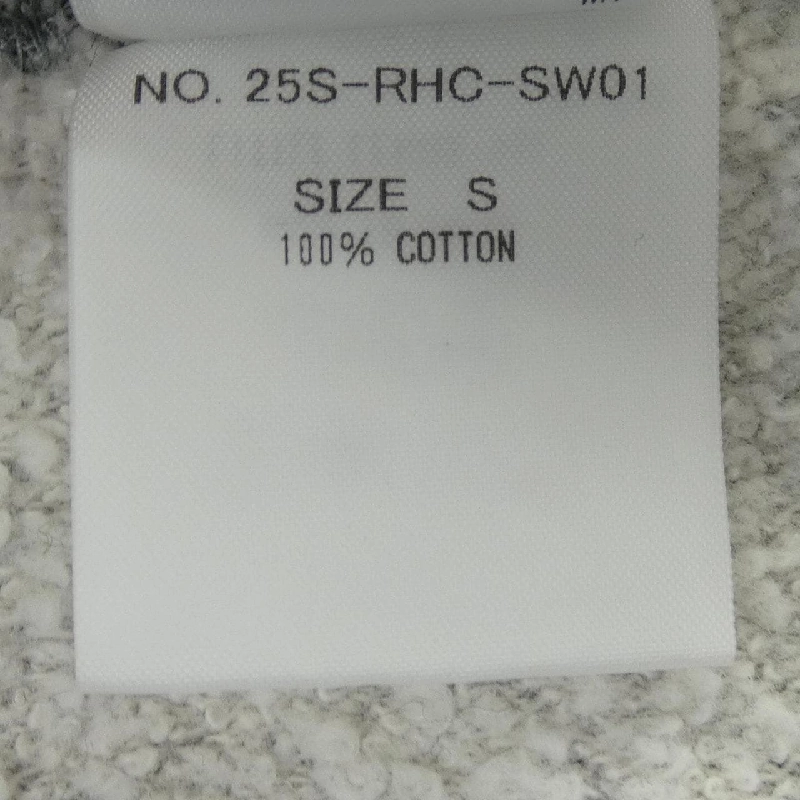 NO. 25S-RHC-SW01
SIZE S
100% COTTON